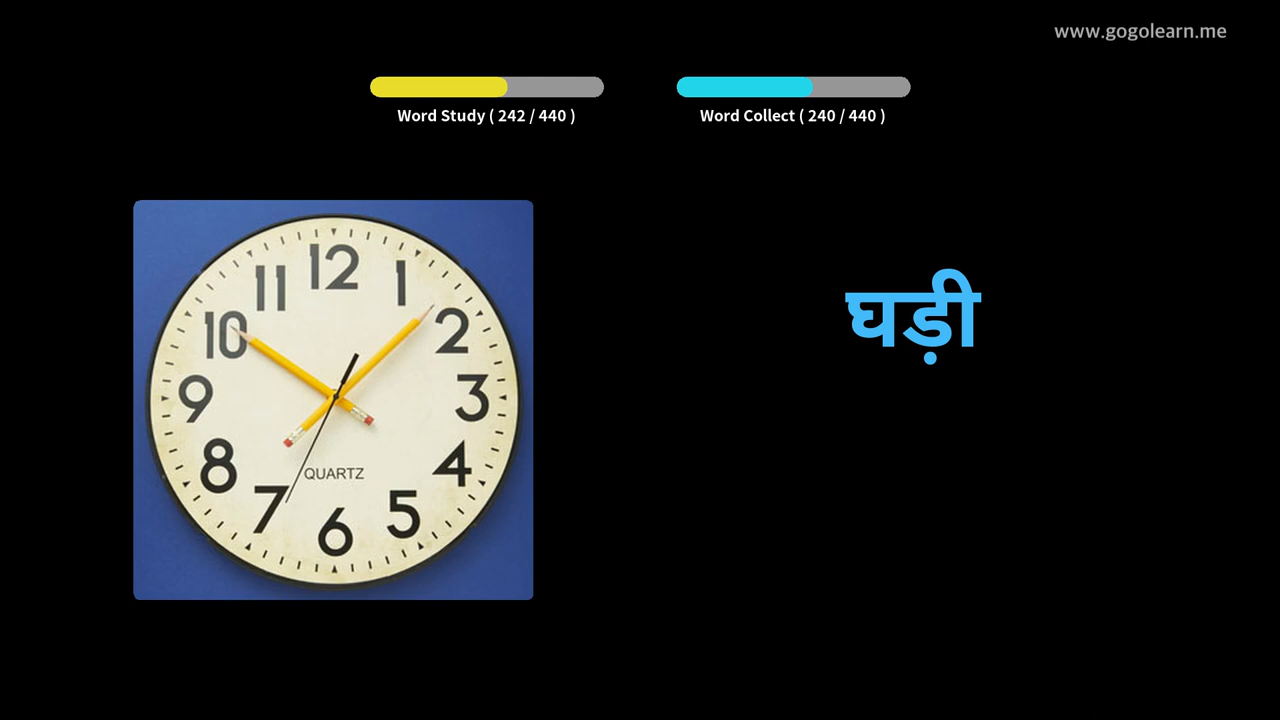 www.gogolearn.me
Word Study ( 242 / 440 )
Word Collect ( 240 / 440 )
12
11
1
10
2
9
3
8
4
7
5
6
QUARTZ
घड़ी